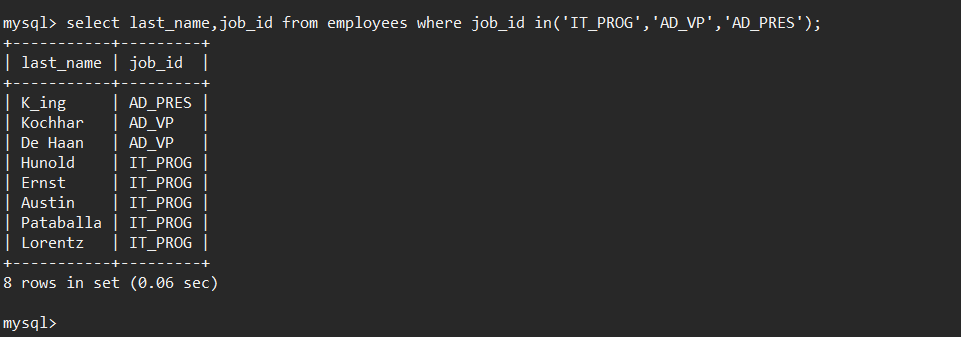 mysql> select last_name,job_id from employees where job_id in('IT_PROG','AD_VP','AD_PRES');
+-----------+---------+
| last_name | job_id  |
+-----------+---------+
| K_ing     | AD_PRES |
| Kochhar   | AD_VP   |
| De Haan   | AD_VP   |
| Hunold    | IT_PROG |
| Ernst     | IT_PROG |
| Austin    | IT_PROG |
| Pataballa | IT_PROG |
| Lorentz   | IT_PROG |
+-----------+---------+
8 rows in set (0.06 sec)
mysql>